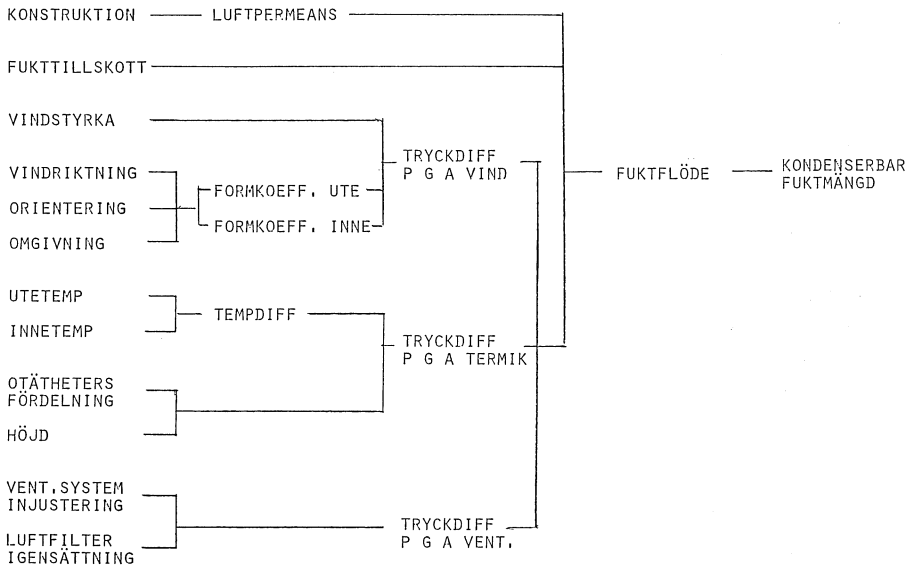 KONSTRUKTION
LUFTPERMEANS
FUKTTILLSKOTT
VINDSTYRKA
TRYCKDIFF
P G A VIND
VINDRIKTNING
ORIENTERING
OMGIVNING
FORMKOEFF. UTE
FORMKOEFF. INNE
FUKTFLÖDE
KONDENSERBAR
FUKTMÄNGD
UTETEMP
INNETEMP
TEMPDIFF
TRYCKDIFF
P G A TERMIK
OTÄTHETERS
FÖRDELNING
HÖJD
VENT.SYSTEM
INJUSTERING
LUFTFILTER
IGENSÄTTNING
TRYCKDIFF
P G A VENT.